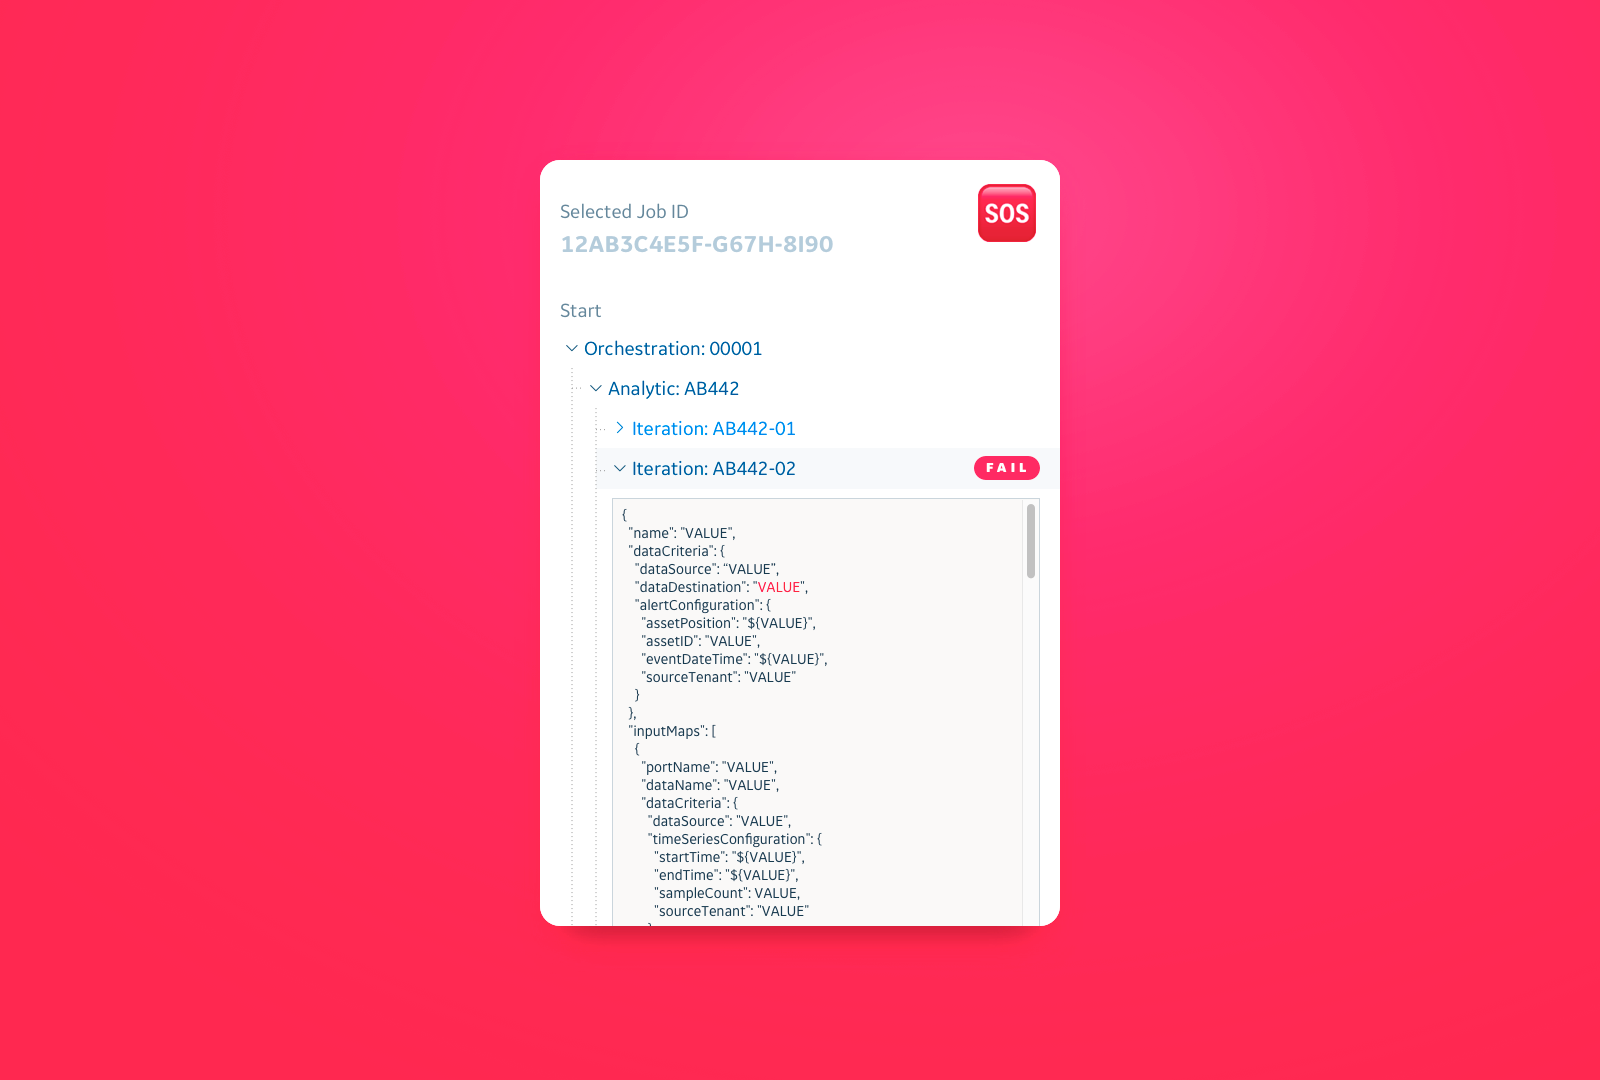 Selected Job ID
SOS
12AB3C4E5F-G67H-8I90
Start
Orchestration: 00001
Analytic: AB442
Iteration: AB442-01
Iteration: AB442-02
FAIL
{
"name": "VALUE",
"dataCriteria": {
"dataSource": “VALUE",
"dataDestination": "VALUE",
"alertConfiguration": {
"assetPosition": "${VALUE}",
"assetID": "VALUE",
"eventDateTime": "${VALUE}",
"sourceTenant": "VALUE"
}
},
"inputMaps": [
{
"portName": "VALUE",
"dataName": "VALUE",
"dataCriteria": {
"dataSource": "VALUE",
"timeSeriesConfiguration": {
"startTime": "${VALUE}",
"endTime": "${VALUE}",
"sampleCount": VALUE,
"sourceTenant": "VALUE"
}